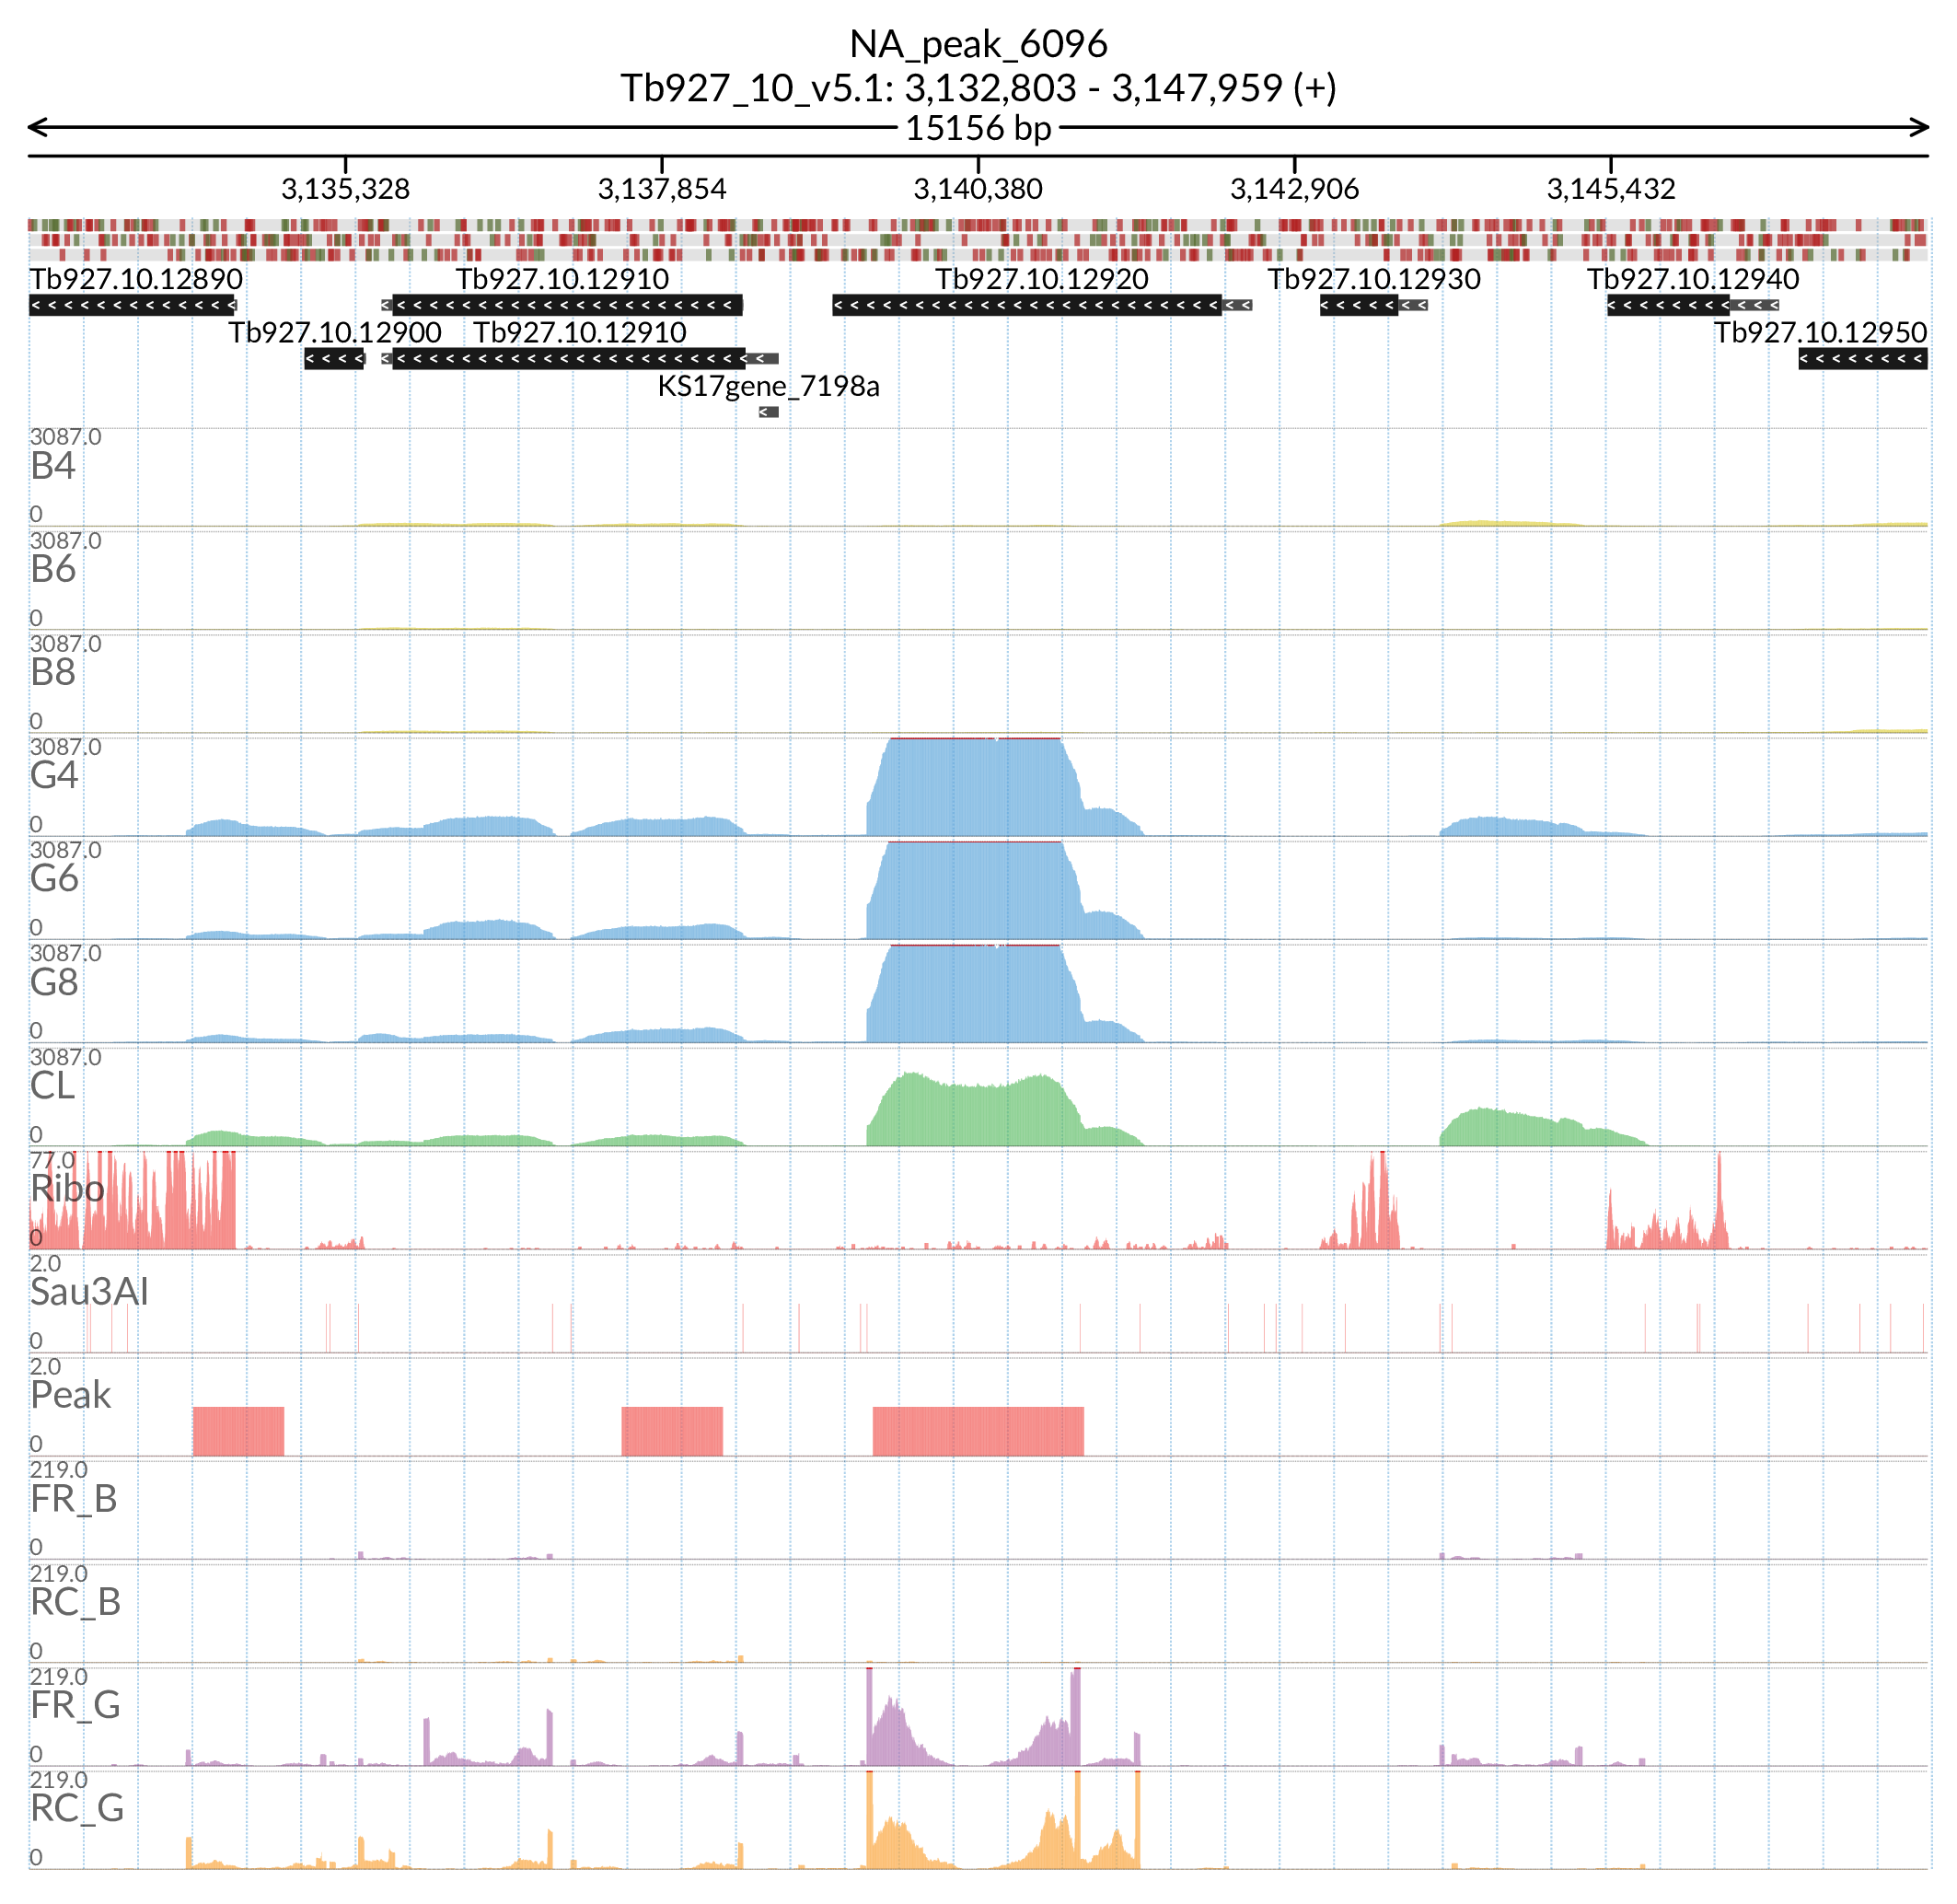 NA_peak_6096
Tb927_10_v5.1: 3,132,803 - 3,147,959 (+)
15156 bp
3,135,328 3,137,854 3,140,380 3,142,906 3,145,432
Tb927.10.12890 Tb927.10.12910 Tb927.10.12920 Tb927.10.12930 Tb927.10.12940
Tb927.10.12900 Tb927.10.12910 Tb927.10.12950
KS17gene_7198a
3087.0
B4
0
3087.0
B6
0
3087.0
B8
0
3087.0
G4
0
3087.0
G6
0
3087.0
G8
0
3087.0
CL
0
77.0
Ribo
0
2.0
Sau3AI
0
2.0
Peak
0
219.0
FR_B
0
219.0
RC_B
0
219.0
FR_G
0
219.0
RC_G
0